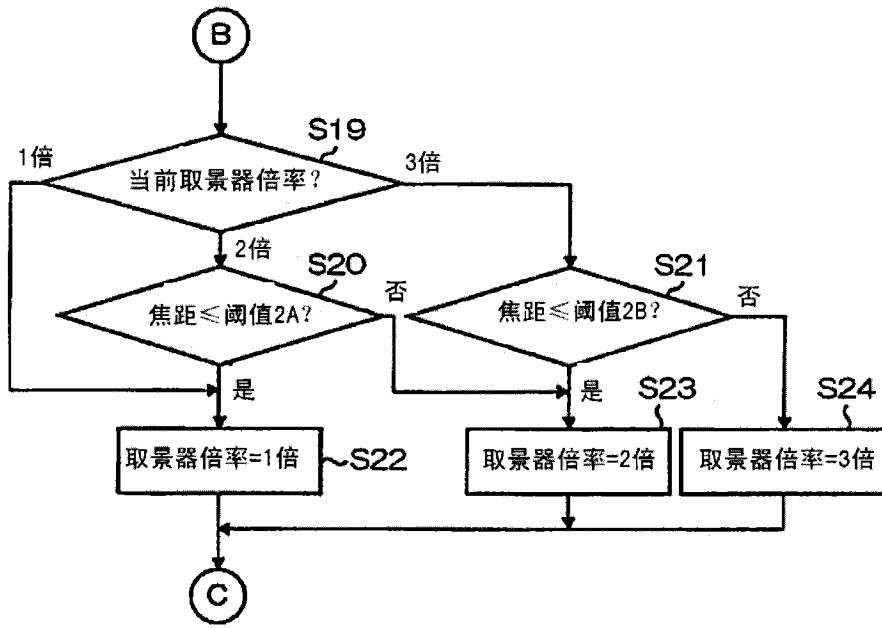 B
S19
1倍
3倍
当前取景器倍率？
2倍
S20
S21
否
否
焦距≤阈值2A？
焦距≤阈值2B？
是
是
S23
S24
取景器倍率=1倍
S22
取景器倍率=2倍
取景器倍率=3倍
C